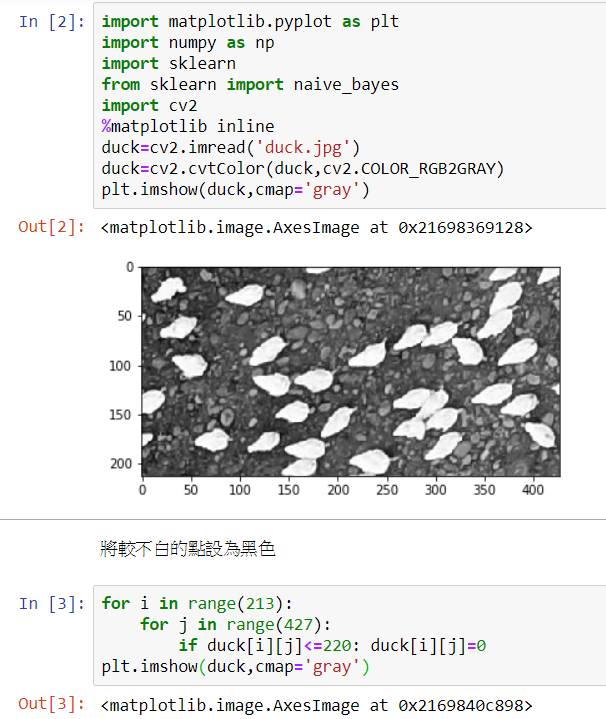 In [2]: import matplotlib.pyplot as plt
import numpy as np
import sklearn
from sklearn import naive_bayes
import cv2
%matplotlib inline
duck=cv2.imread('duck.jpg')
duck=cv2.cvtColor(duck,cv2.COLOR_RGB2GRAY)
plt.imshow(duck,cmap='gray')
Out[2]: <matplotlib.image.AxesImage at 0x21698369128>
0
50
100
150
200
0 50 100 150 200 250 300 350 400
將較不白的點設為黑色
In [3]: for i in range(213):
    for j in range(427):
        if duck[i][j]<=220: duck[i][j]=0
plt.imshow(duck,cmap='gray')
Out[3]: <matplotlib.image.AxesImage at 0x2169840c898>